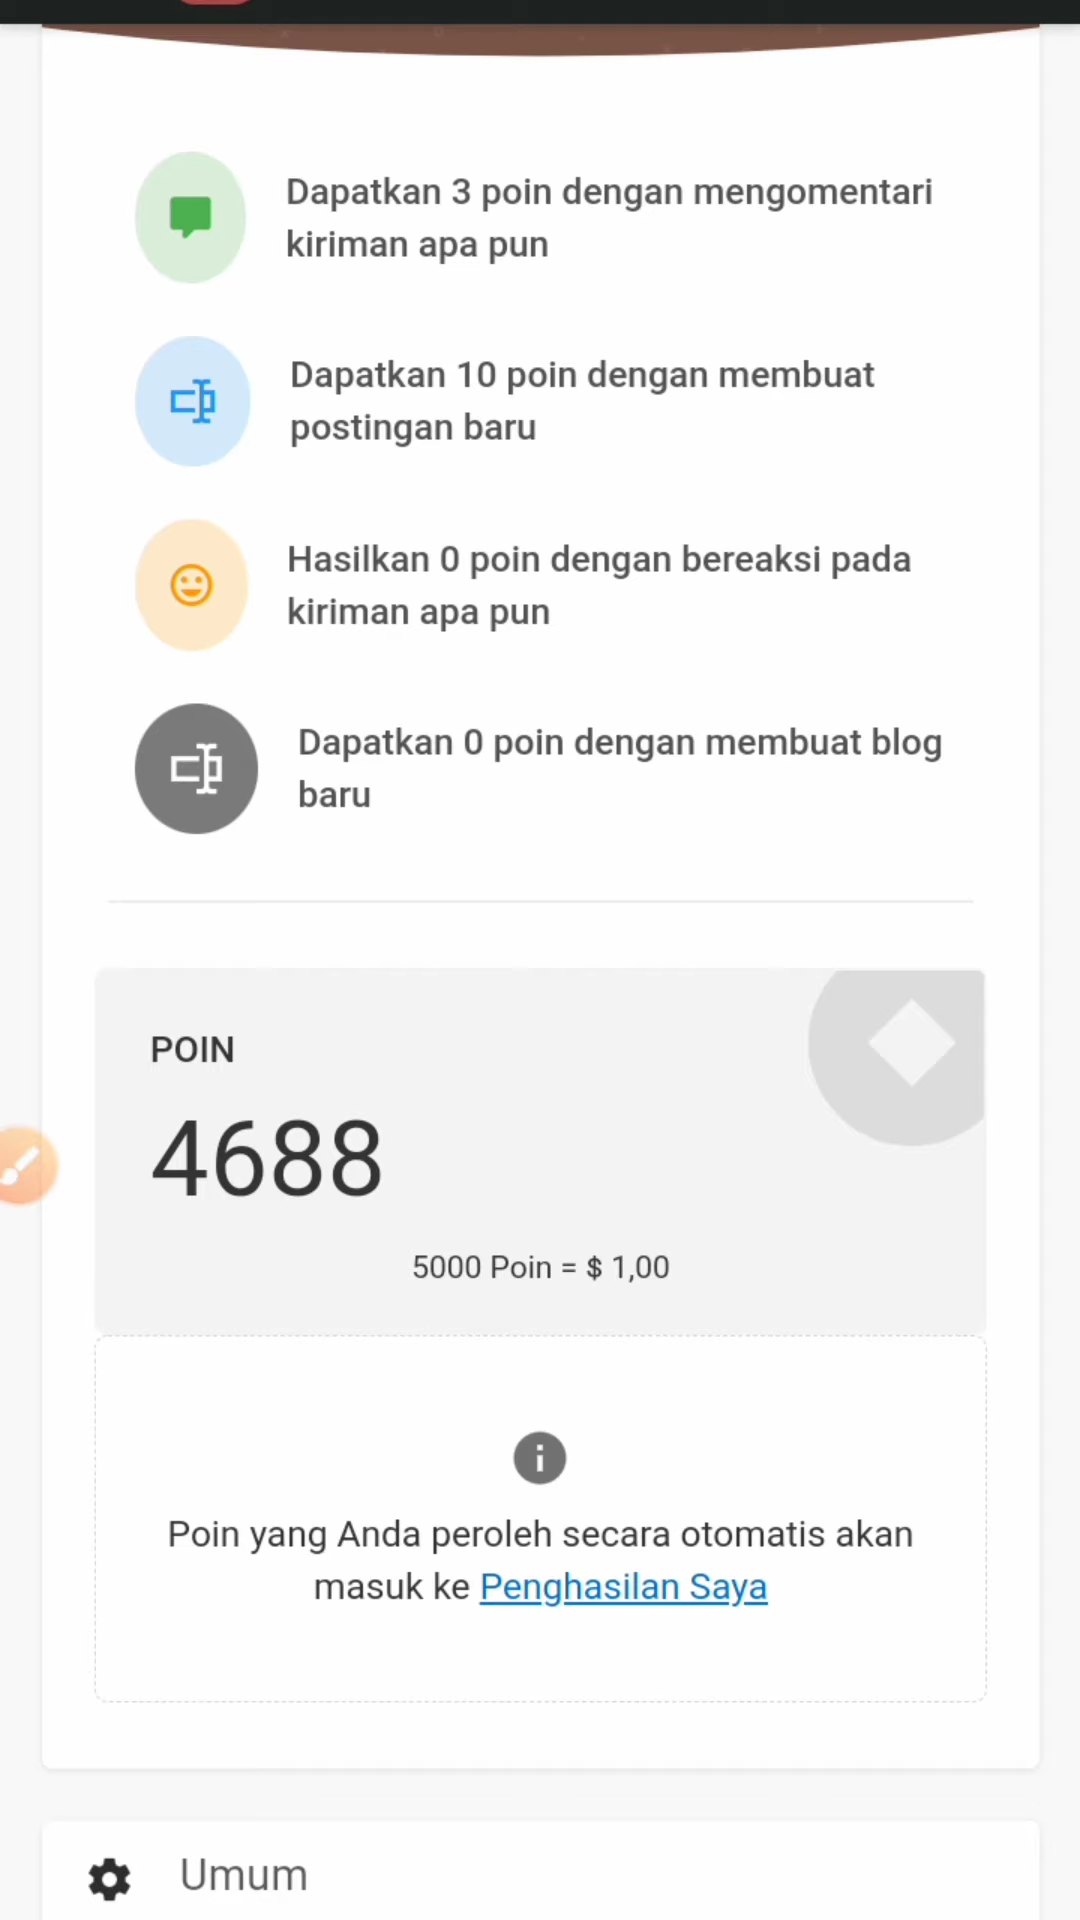 Dapatkan 3 poin dengan mengomentari
kiriman apa pun
Dapatkan 10 poin dengan membuat
postingan baru
Hasilkan 0 poin dengan bereaksi pada
kiriman apa pun
Dapatkan 0 poin dengan membuat blog
baru
POIN
4688
5000 Poin = $ 1,00
Poin yang Anda peroleh secara otomatis akan
masuk ke Penghasilan Saya
Umum